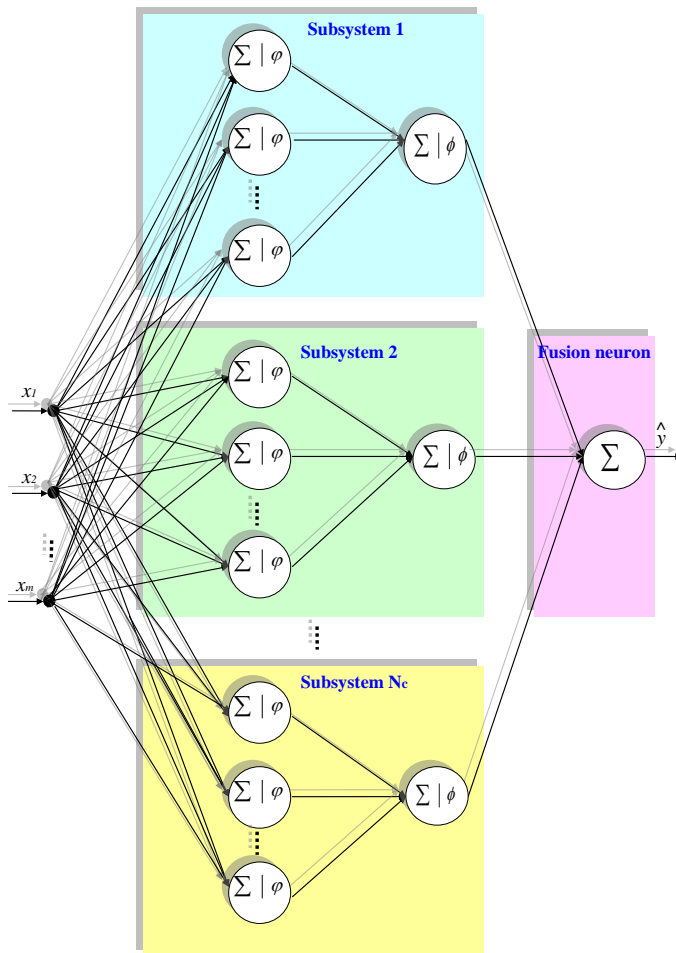 Subsystem 1
∑ | φ
∑ | ϕ
∑ | φ
∑ | φ
Subsystem 2
Fusion neuron
∑ | φ
x1
ŷ
∑ | φ
∑ | ϕ
∑
x2
∑ | φ
xm
Subsystem Nc
∑ | φ
∑ | φ
∑ | ϕ
∑ | φ